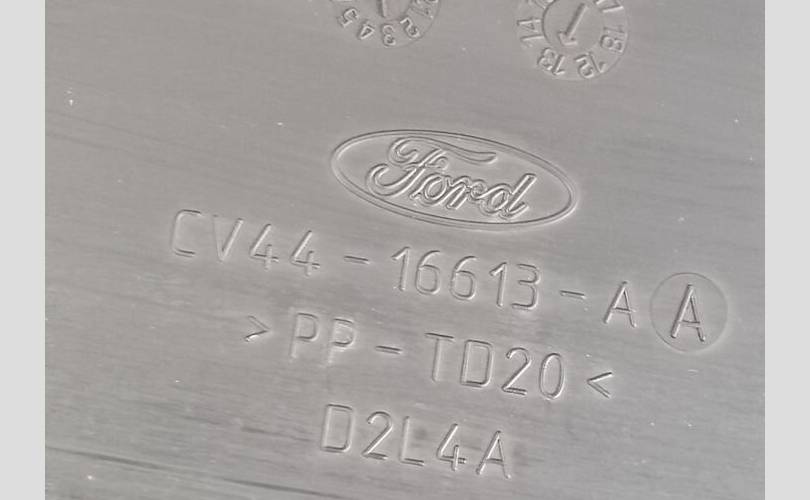 Ford
CV44-16613-A A
>PP-TD20<
D2L4A